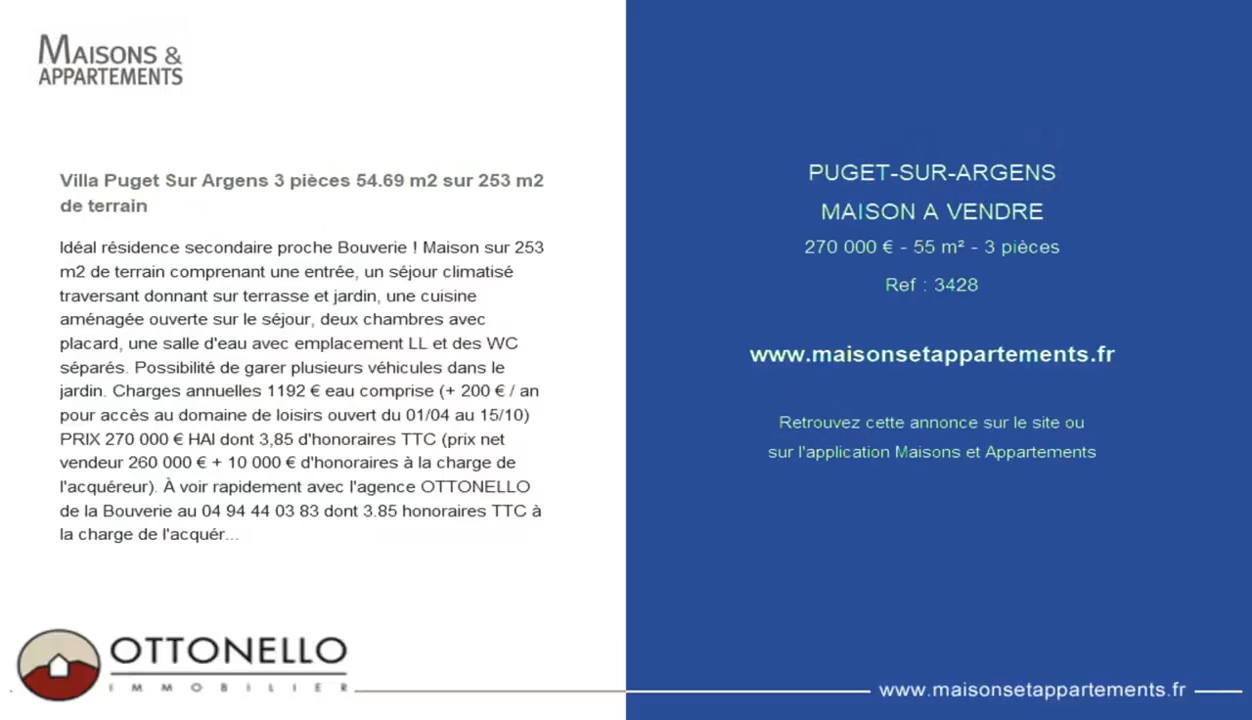 MAISONS &
APPARTEMENTS
Villa Puget Sur Argens 3 pièces 54.69 m2 sur 253 m2
de terrain
Idéal résidence secondaire proche Bouverie ! Maison sur 253
m2 de terrain comprenant une entrée, un séjour climatisé
traversant donnant sur terrasse et jardin, une cuisine
aménagée ouverte sur le séjour, deux chambres avec
placard, une salle d'eau avec emplacement LL et des WC
séparés. Possibilité de garer plusieurs véhicules dans le
jardin. Charges annuelles 1192 € eau comprise (+ 200 € / an
pour accès au domaine de loisirs ouvert du 01/04 au 15/10)
PRIX 270 000 € HAI dont 3,85 d'honoraires TTC (prix net
vendeur 260 000 € + 10 000 € d'honoraires à la charge de
l'acquéreur). À voir rapidement avec l'agence OTTONELLO
de la Bouverie au 04 94 44 03 83 dont 3.85 honoraires TTC à
la charge de l'acquér...
OTTONELLO
IMMOBILIER
PUGET-SUR-ARGENS
MAISON A VENDRE
270 000 € - 55 m² - 3 pièces
Ref : 3428
www.maisonsetappartements.fr
Retrouvez cette annonce sur le site ou
sur l'application Maisons et Appartements
www.maisonsetappartements.fr